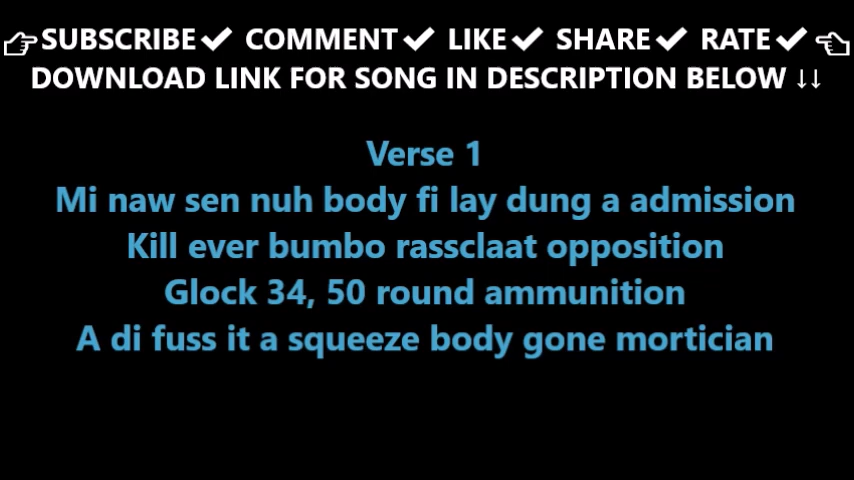 👉SUBSCRIBE✔ COMMENT✔ LIKE✔ SHARE✔ RATE✔ 👈
DOWNLOAD LINK FOR SONG IN DESCRIPTION BELOW ↓↓
Verse 1
Mi naw sen nuh body fi lay dung a admission
Kill ever bumbo rassclaat opposition
Glock 34, 50 round ammunition
A di fuss it a squeeze body gone mortician